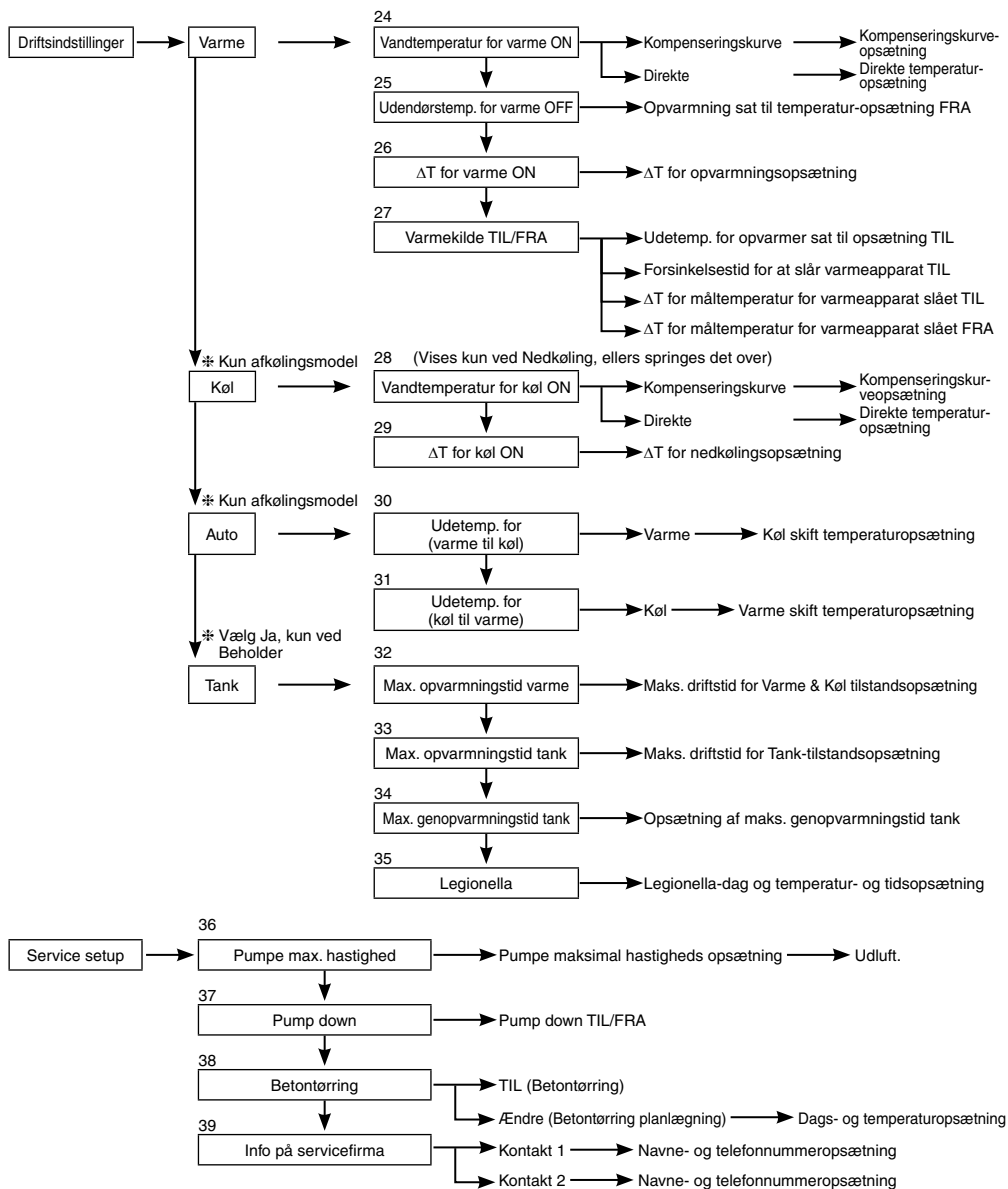 Driftsindstillinger
Varme
24
Vandtemperatur for varme ON
Kompenseringskurve
Kompenseringskurve-
opsætning
Direkte
Direkte temperatur-
opsætning
25
Udendørstemp. for varme OFF
Opvarmning sat til temperatur-opsætning FRA
26
ΔT for varme ON
ΔT for opvarmningsopsætning
27
Varmekilde TIL/FRA
Udetemp. for opvarmer sat til opsætning TIL
Forsinkelsestid for at slår varmeapparat TIL
ΔT for måltemperatur for varmeapparat slået TIL
ΔT for måltemperatur for varmeapparat slået FRA
❈ Kun afkølingsmodel
Køl
28 (Vises kun ved Nedkøling, ellers springes det over)
Vandtemperatur for køl ON
Kompenseringskurve
Kompenseringskur-
veopsætning
Direkte
Direkte temperatur-
opsætning
29
ΔT for køl ON
ΔT for nedkølingsopsætning
❈ Kun afkølingsmodel
Auto
30
Udetemp. for
(varme til køl)
Varme
Køl skift temperaturopsætning
31
Udetemp. for
(køl til varme)
Køl
Varme skift temperaturopsætning
❈ Vælg Ja, kun ved
Beholder
Tank
32
Max. opvarmningstid varme
Maks. driftstid for Varme & Køl tilstandsopsætning
33
Max. opvarmningstid tank
Maks. driftstid for Tank-tilstandsopsætning
34
Max. genopvarmningstid tank
Opsætning af maks. genopvarmningstid tank
35
Legionella
Legionella-dag og temperatur- og tidsopsætning
Service setup
36
Pumpe max. hastighed
Pumpe maksimal hastigheds opsætning
Udluft.
37
Pump down
Pump down TIL/FRA
38
Betontørring
TIL (Betontørring)
Ændre (Betontørring planlægning)
Dags- og temperaturopsætning
39
Info på servicefirma
Kontakt 1
Navne- og telefonnummeropsætning
Kontakt 2
Navne- og telefonnummeropsætning